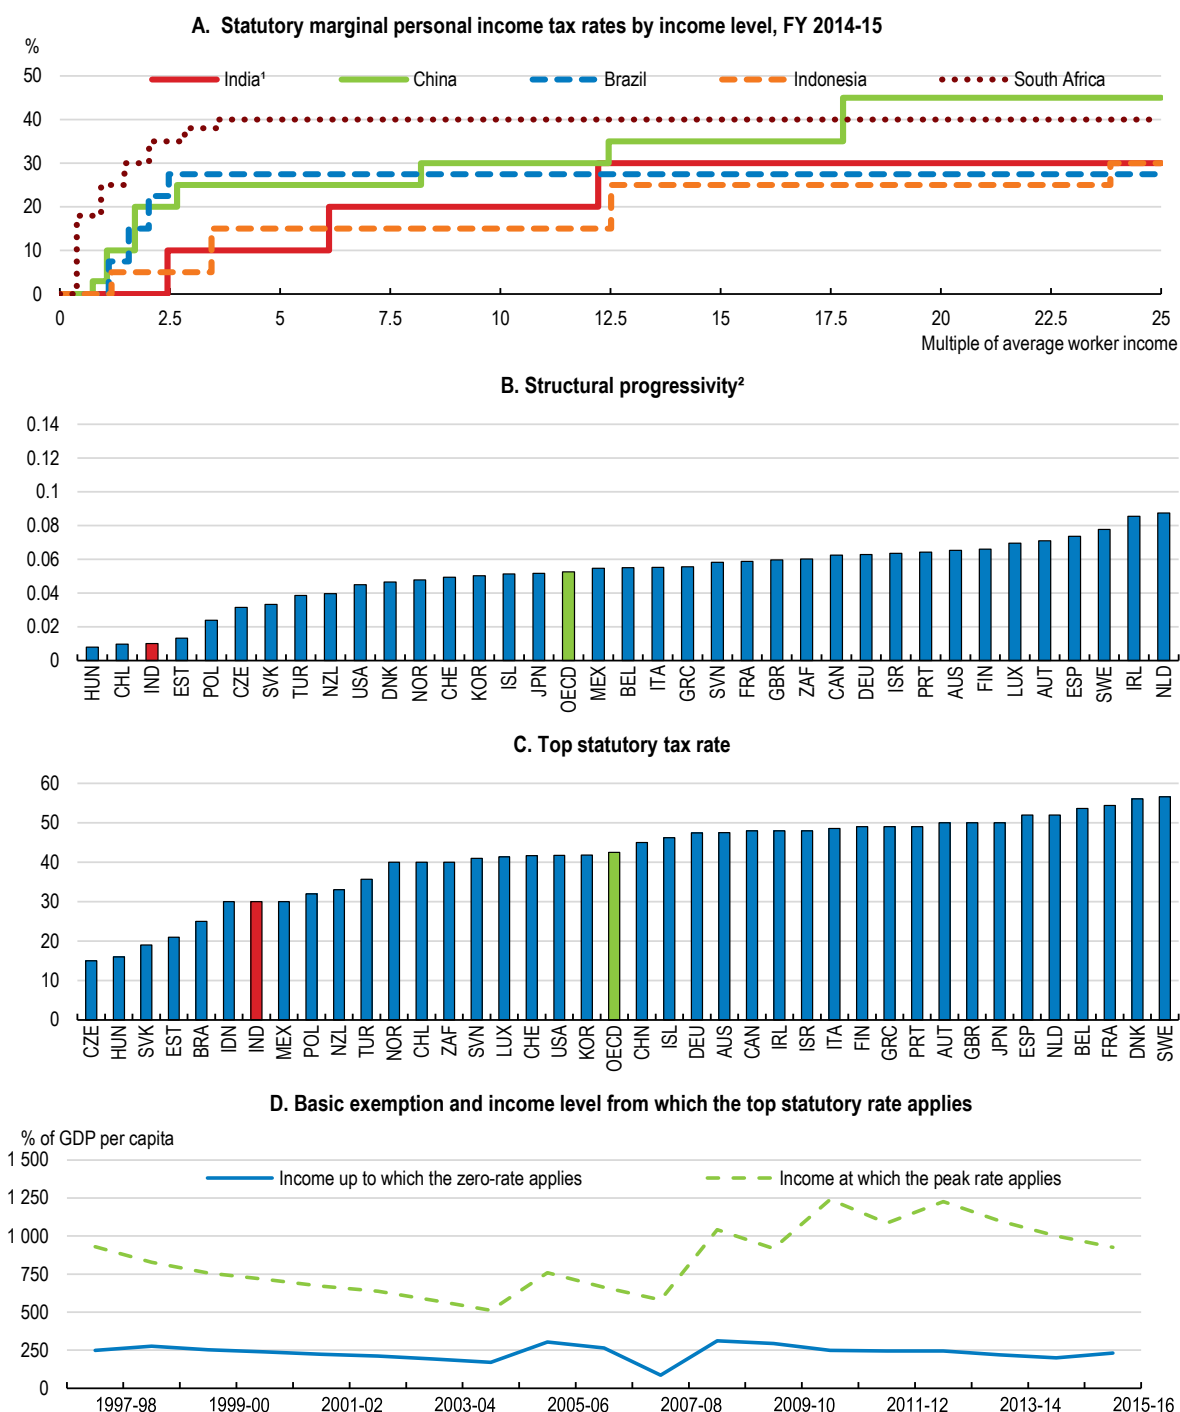 A. Statutory marginal personal income tax rates by income level, FY 2014-15
%
50
40
30
20
10
0
India¹ China Brazil Indonesia South Africa
0 2.5 5 7.5 10 12.5 15 17.5 20 22.5 25
Multiple of average worker income
B. Structural progressivity²
0.14
0.12
0.1
0.08
0.06
0.04
0.02
0
HUN CHL IND EST POL CZE SVK TUR NZL USA DNK NOR CHE KOR ISL JPN OECD MEX BEL ITA GRC SVN FRA GBR ZAF CAN DEU ISR PRT AUS FIN LUX AUT ESP SWE IRL NLD
C. Top statutory tax rate
60
50
40
30
20
10
0
CZE HUN SVK EST BRA IDN IND MEX POL NZL TUR NOR CHL ZAF SVN LUX CHE USA KOR OECD CHN ISL DEU AUS CAN IRL ISR ITA FIN GRC PRT AUT GBR JPN ESP NLD BEL FRA DNK SWE
D. Basic exemption and income level from which the top statutory rate applies
% of GDP per capita
1 500
1 250
1 000
750
500
250
0
Income up to which the zero-rate applies Income at which the peak rate applies
1997-98 1999-00 2001-02 2003-04 2005-06 2007-08 2009-10 2011-12 2013-14 2015-16